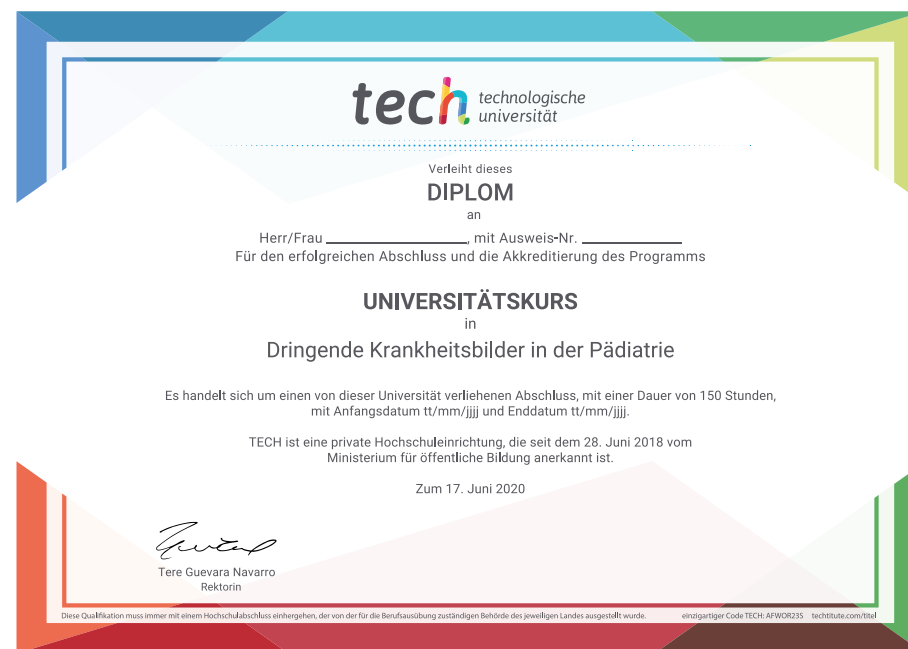 tech technologische
universität
Verleiht dieses
DIPLOM
an
Herr/Frau ____________________, mit Ausweis-Nr. ______________
Für den erfolgreichen Abschluss und die Akkreditierung des Programms
UNIVERSITÄTSKURS
in
Dringende Krankheitsbilder in der Pädiatrie
Es handelt sich um einen von dieser Universität verliehenen Abschluss, mit einer Dauer von 150 Stunden,
mit Anfangsdatum tt/mm/jjjj und Enddatum tt/mm/jjjj.
TECH ist eine private Hochschuleinrichtung, die seit dem 28. Juni 2018 vom
Ministerium für öffentliche Bildung anerkannt ist.
Zum 17. Juni 2020
Tere Guevara Navarro
Rektorin
Diese Qualifikation muss immer mit einem Hochschulabschluss einhergehen, der von der für die Berufsausübung zuständigen Behörde des jeweiligen Landes ausgestellt wurde. einzigartiger Code TECH: AFWOR235 techtitute.com/titel